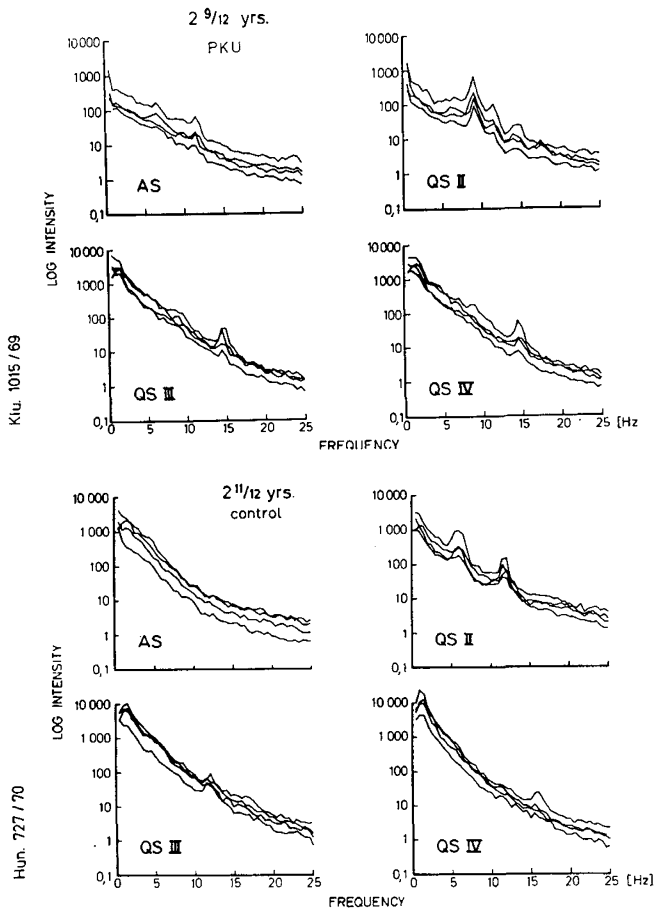 2 9/12 yrs.
PKU
10 000
1000
100
10
1
0,1
AS
10 000
1000
100
10
1
0,1
QS II
LOG INTENSITY
Klu. 1015/69
10 000
1000
100
10
1
0,1
QS III
0 5 10 15 20 25
10 000
1000
100
10
1
0,1
QS IV
0 5 10 15 20 25 [Hz
FREQUENCY
2 11/12 yrs.
control
10 000
1 000
100
10
1
0,1
AS
10 000
1 000
100
10
1
0,1
QS II
LOG INTENSITY
Hun. 727/70
10 000
1 000
100
10
1
0,1
QS III
0 5 10 15 20 25
10 000
1 000
100
10
1
0,1
QS IV
0 5 10 15 20 25 [Hz]
FREQUENCY